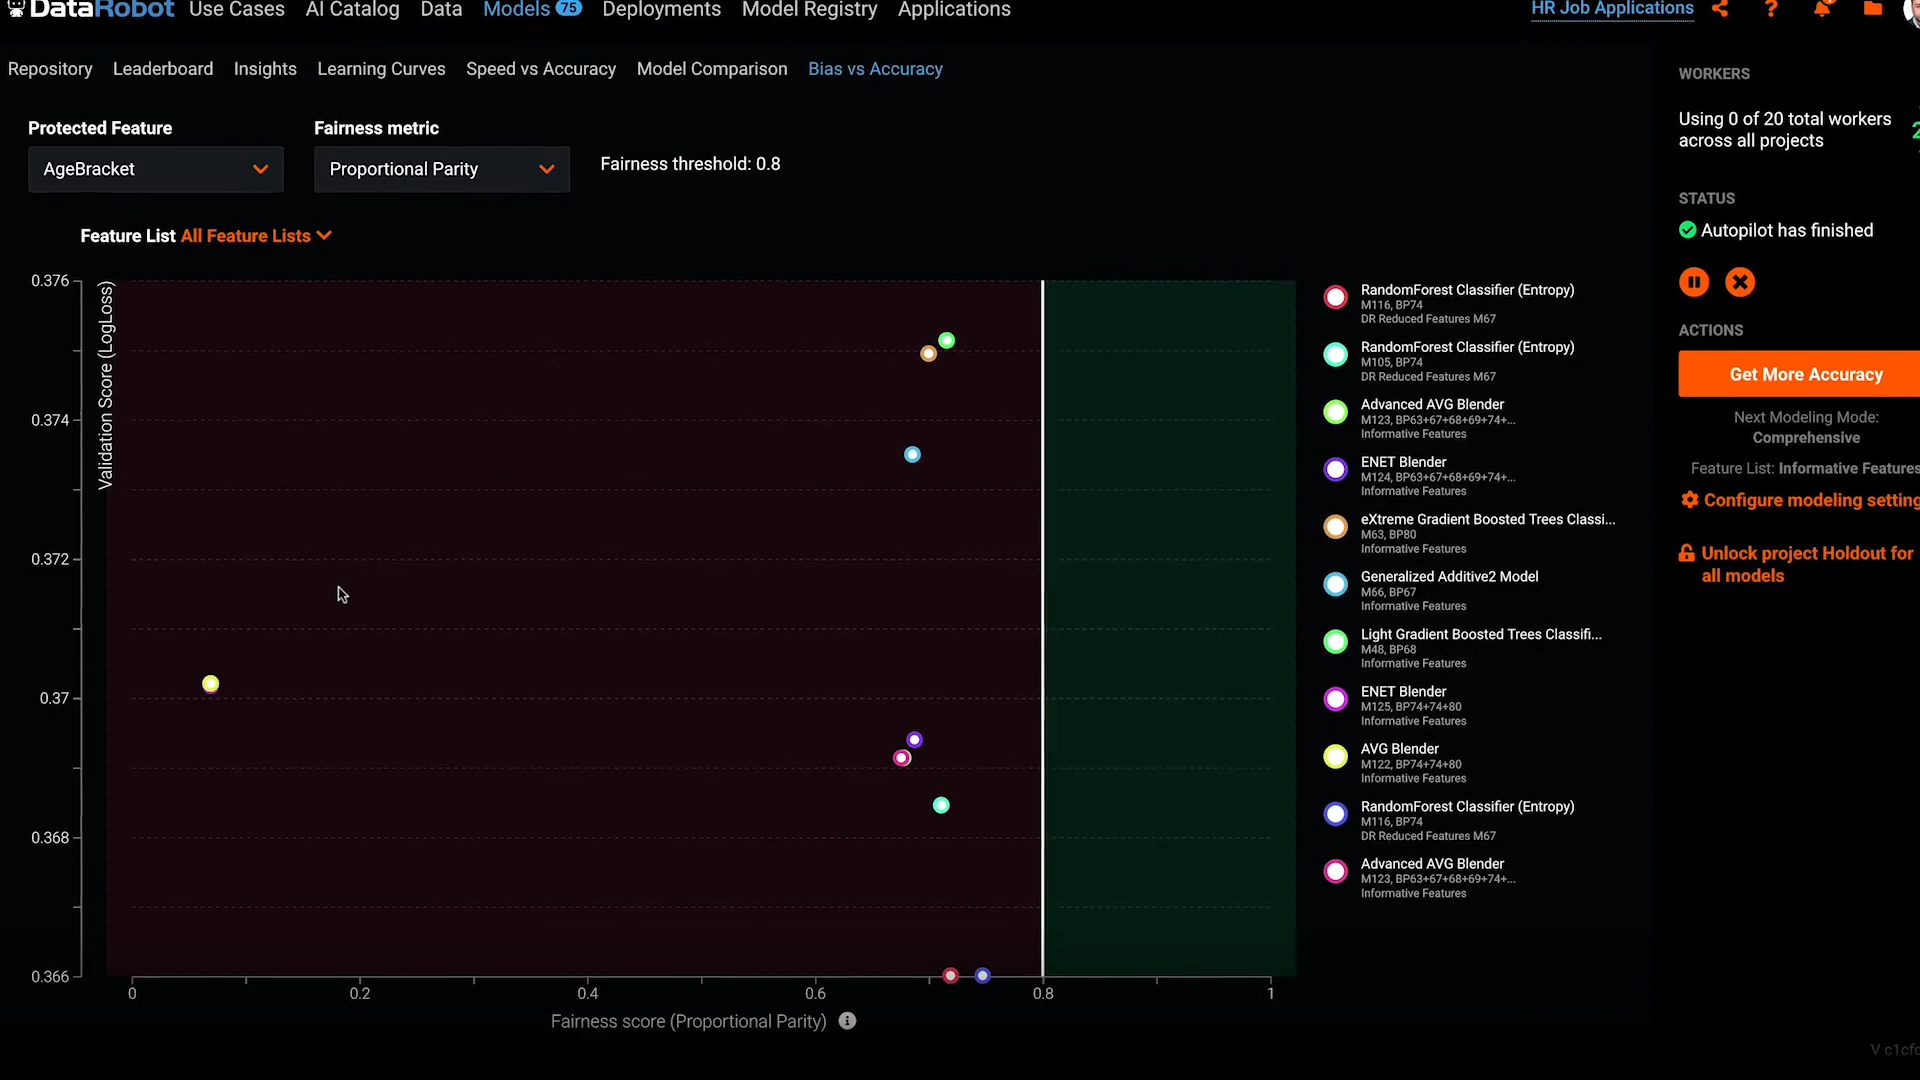 DataRobot Use Cases AI Catalog Data Models 75 Deployments Model Registry Applications HR Job Applications ?
Repository Leaderboard Insights Learning Curves Speed vs Accuracy Model Comparison Bias vs Accuracy
Protected Feature
AgeBracket
Fairness metric
Proportional Parity
Fairness threshold: 0.8
Feature List All Feature Lists
Validation Score (LogLoss)
0.376
0.374
0.372
0.37
0.368
0.366
0 0.2 0.4 0.6 0.8 1
Fairness score (Proportional Parity) i
RandomForest Classifier (Entropy)
M116, BP74
DR Reduced Features M67
RandomForest Classifier (Entropy)
M105, BP74
DR Reduced Features M67
Advanced AVG Blender
M123, BP63+67+68+69+74+...
Informative Features
ENET Blender
M124, BP63+67+68+69+74+...
Informative Features
eXtreme Gradient Boosted Trees Classi...
M63, BP80
Informative Features
Generalized Additive2 Model
M66, BP67
Informative Features
Light Gradient Boosted Trees Classifi...
M48, BP68
Informative Features
ENET Blender
M125, BP74+74+80
Informative Features
AVG Blender
M122, BP74+74+80
Informative Features
RandomForest Classifier (Entropy)
M116, BP74
DR Reduced Features M67
Advanced AVG Blender
M123, BP63+67+68+69+74+...
Informative Features
WORKERS
Using 0 of 20 total workers
across all projects
STATUS
Autopilot has finished
ACTIONS
Get More Accuracy
Next Modeling Mode:
Comprehensive
Feature List: Informative Features
Configure modeling setting
Unlock project Holdout for
all models